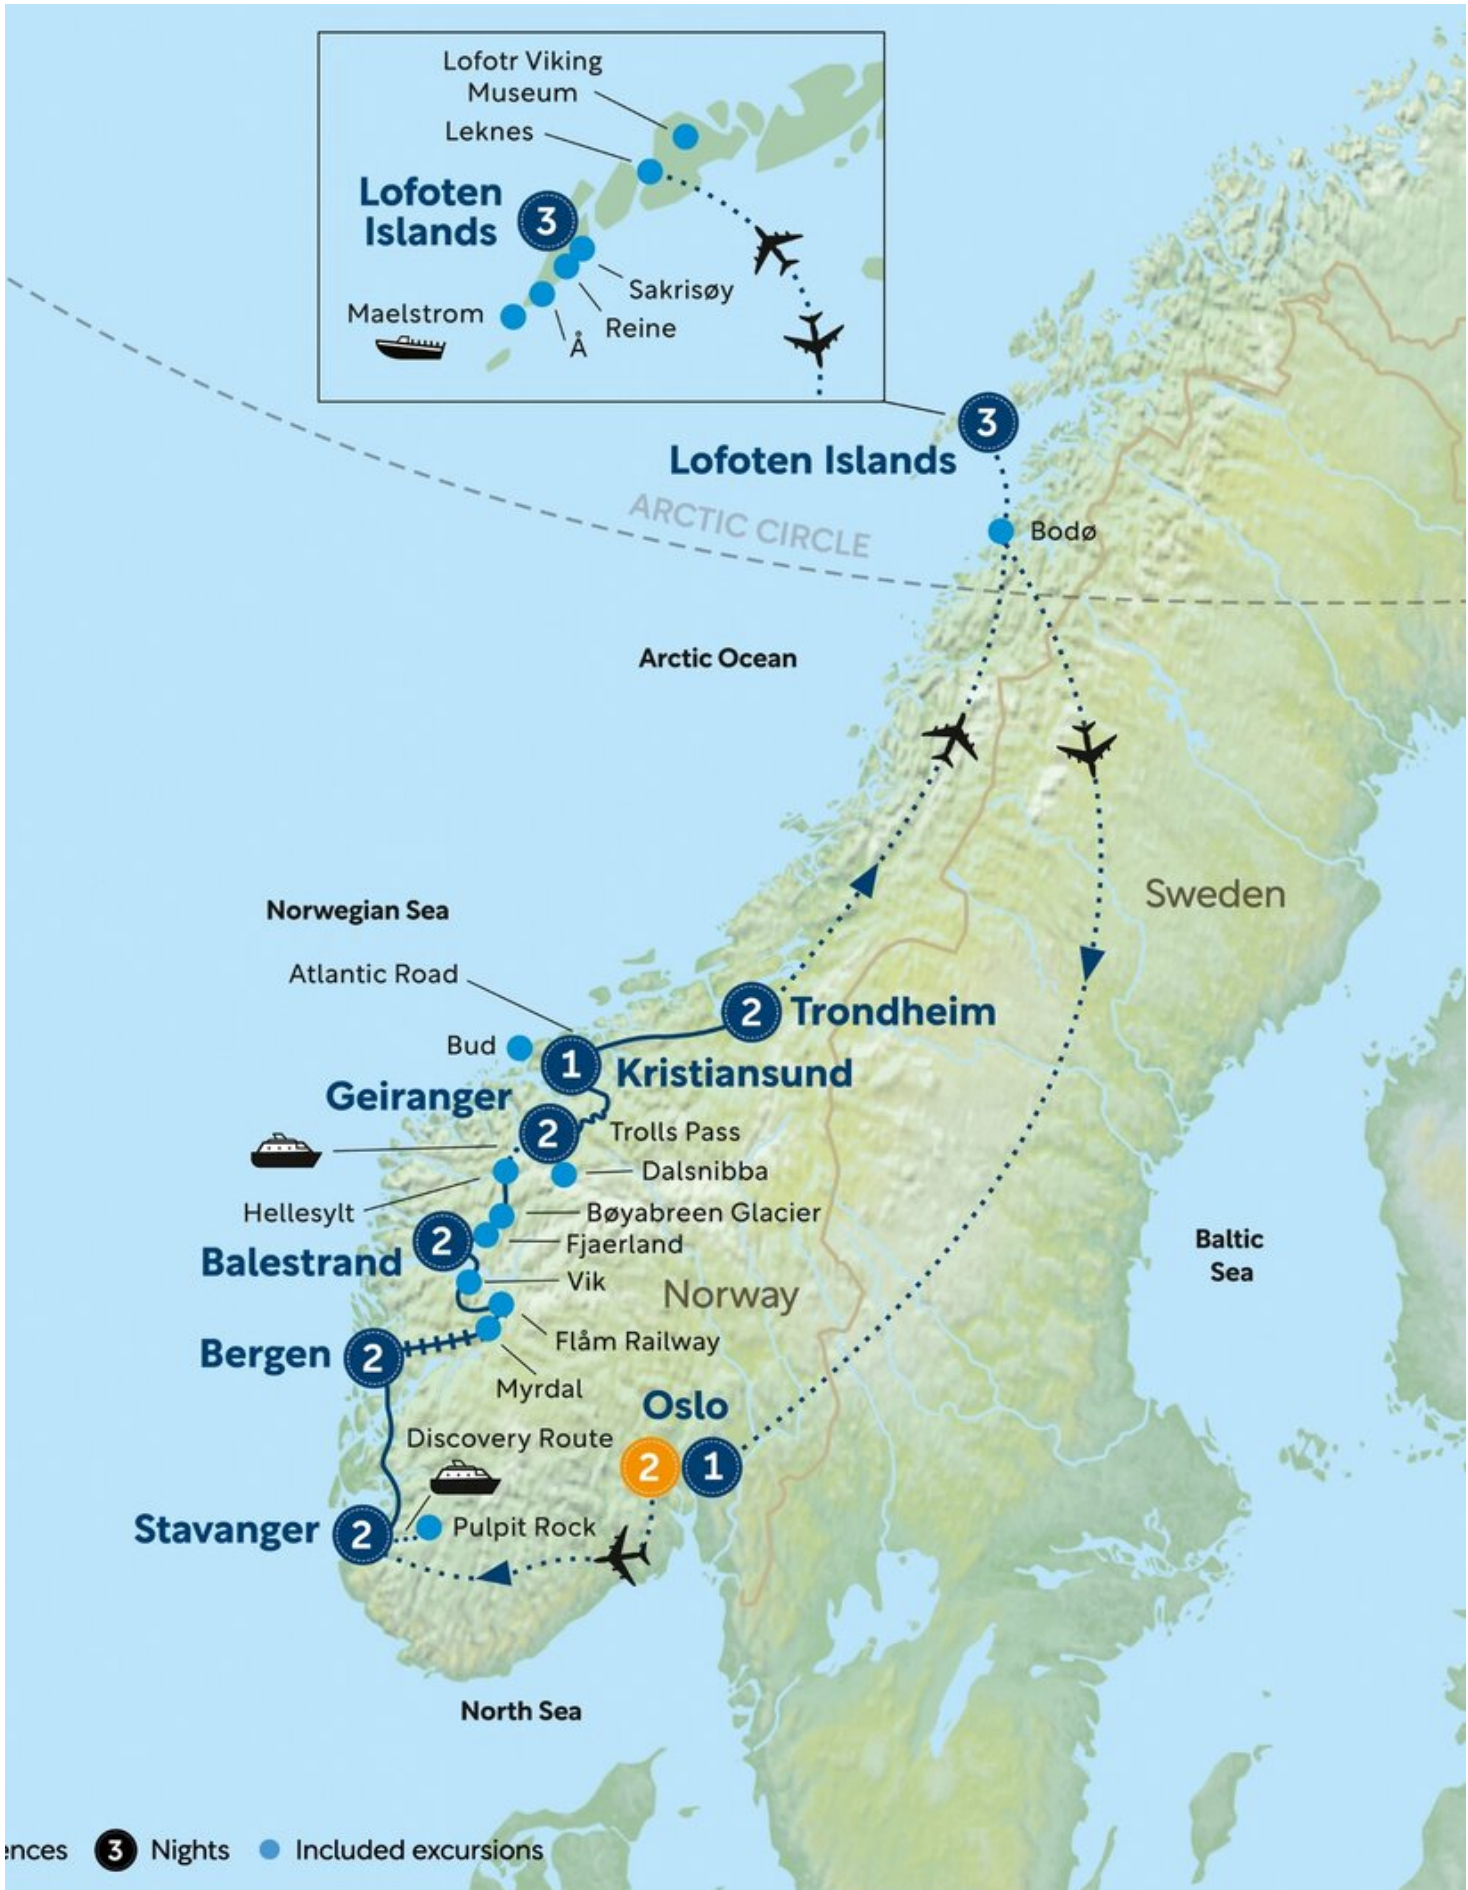 Lofotr Viking
Museum
Leknes
Lofoten
Islands
3
Sakrisøy
Maelstrom
Reine
Å
3
Lofoten Islands
ARCTIC CIRCLE
Bodø
Arctic Ocean
Sweden
Norwegian Sea
Atlantic Road
2 Trondheim
Bud
1
Kristiansund
Geiranger
2
Trolls Pass
Dalsnibba
Hellesylt
Bøyabreen Glacier
2
Fjaerland
Balestrand
Baltic
Sea
Vik
Norway
Flåm Railway
Bergen 2
Myrdal
Oslo
Discovery Route
2 1
Stavanger 2
Pulpit Rock
North Sea
ences 3 Nights Included excursions